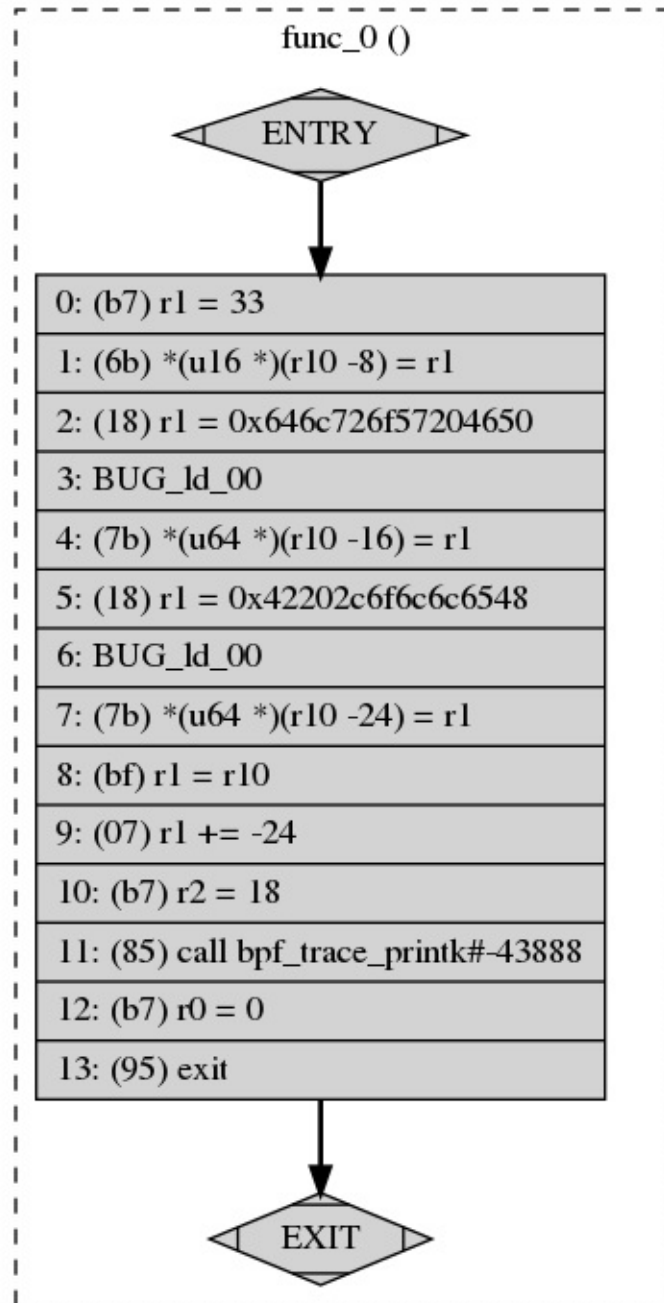 func_0 ()
ENTRY
0: (b7) r1 = 33
1: (6b) *(u16 *)(r10 -8) = r1
2: (18) r1 = 0x646c726f57204650
3: BUG_ld_00
4: (7b) *(u64 *)(r10 -16) = r1
5: (18) r1 = 0x42202c6f6c6c6548
6: BUG_ld_00
7: (7b) *(u64 *)(r10 -24) = r1
8: (bf) r1 = r10
9: (07) r1 += -24
10: (b7) r2 = 18
11: (85) call bpf_trace_printk#-43888
12: (b7) r0 = 0
13: (95) exit
EXIT